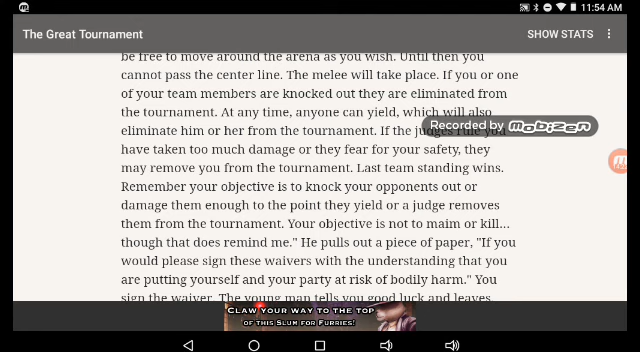 11:54 AM
The Great Tournament
SHOW STATS
be free to move around the arena as you wish. Until then you
cannot pass the center line. The melee will take place. If you or one
of your team members are knocked out they are eliminated from
the tournament. At any time, anyone can yield, which will also
eliminate him or her from the tournament. If the judges rule you
Recorded by MOBIZEN
have taken too much damage or they fear for your safety, they
may remove you from the tournament. Last team standing wins.
Remember your objective is to knock your opponents out or
damage them enough to the point they yield or a judge removes
them from the tournament. Your objective is not to maim or kill...
though that does remind me." He pulls out a piece of paper, "If you
would please sign these waivers with the understanding that you
are putting yourself and your party at risk of bodily harm." You
sign the waiver. The young man tells you good luck and leaves
CLAW YOUR WAY TO THE TOP
OF THIS SLUM FOR FURRIES!